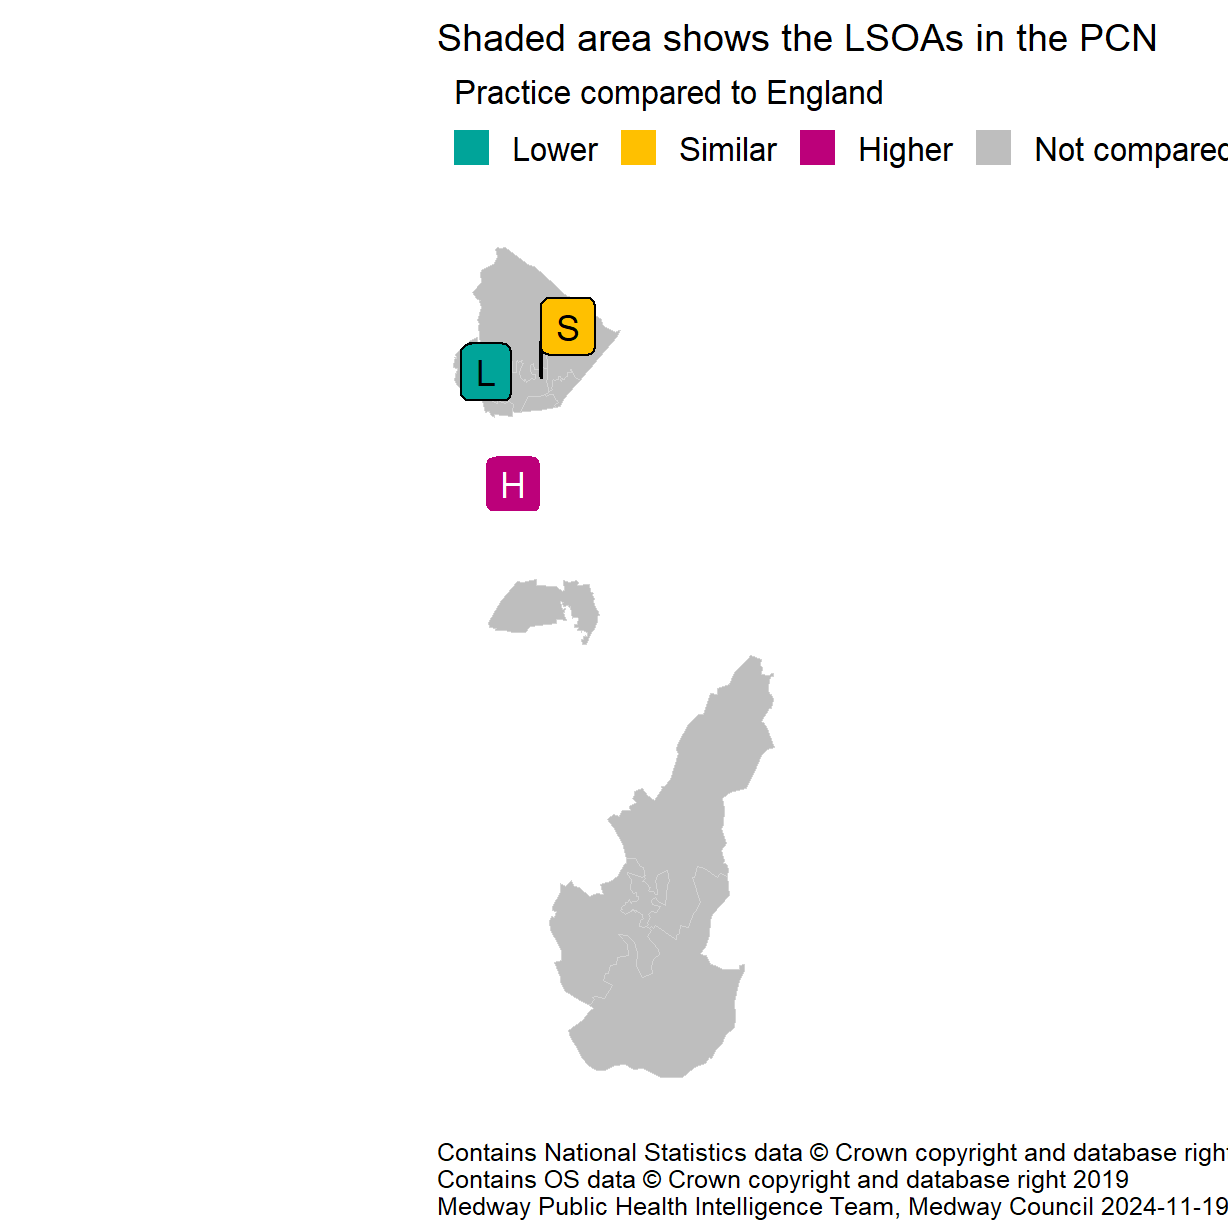 Shaded area shows the LSOAs in the PCN
Practice compared to England
Lower Similar Higher Not compared
S
L
H
Contains National Statistics data © Crown copyright and database right
Contains OS data © Crown copyright and database right 2019
Medway Public Health Intelligence Team, Medway Council 2024-11-19